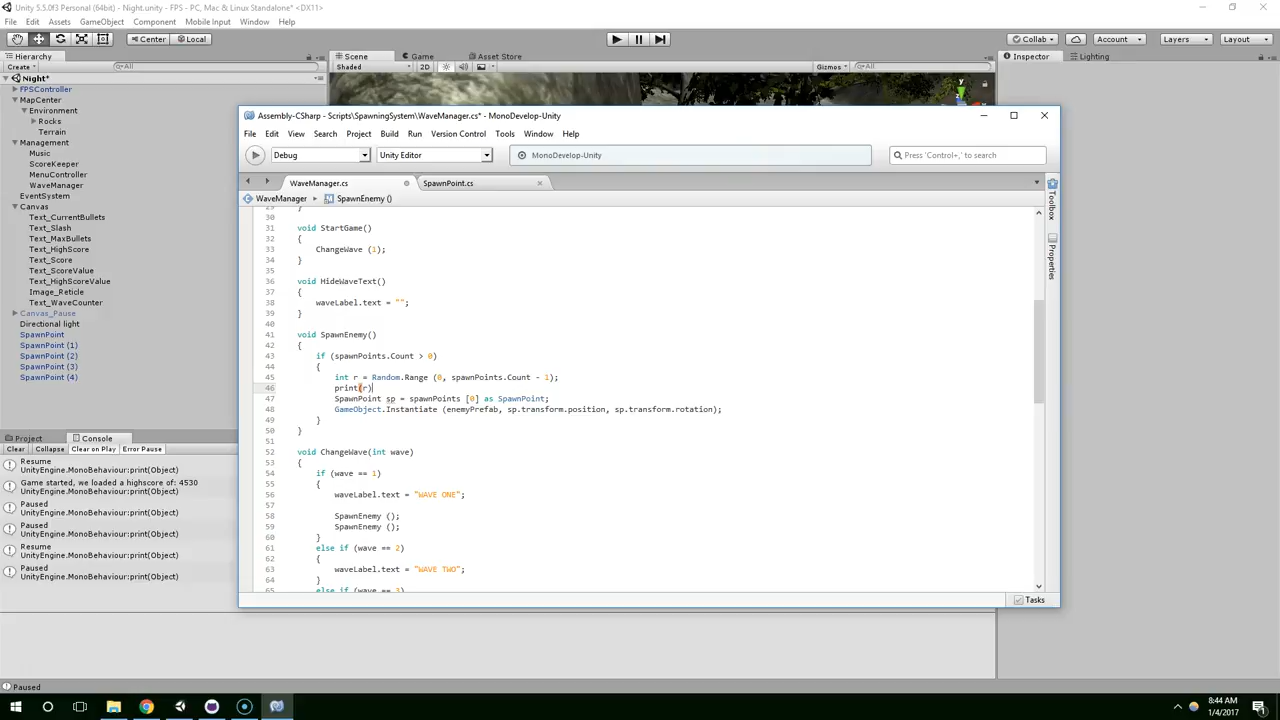 Unity 5.5.0f3 Personal (64bit) - Night.unity - FPS - PC, Mac & Linux Standalone* <DX11>
File Edit Assets GameObject Component Mobile Input Window Help
Center Local Collab Account Layers Layout
Hierarchy Scene Game Asset Store Inspector Lighting
Create All Shaded 2D Gizmos All
Night*
FPSController
MapCenter
Environment
Rocks
Terrain
Management
Music
ScoreKeeper
MenuController
WaveManager
EventSystem
Canvas
Text_CurrentBullets
Text_Slash
Text_MaxBullets
Text_HighScore
Text_Score
Text_ScoreValue
Text_HighScoreValue
Image_Reticle
Text_WaveCounter
Canvas_Pause
Directional light
SpawnPoint
SpawnPoint (1)
SpawnPoint (2)
SpawnPoint (3)
SpawnPoint (4)
y
Project Console
Clear Collapse Clear on Play Error Pause
Resume
UnityEngine.MonoBehaviour:print(Object)
Game started, we loaded a highscore of: 4530
UnityEngine.MonoBehaviour:print(Object)
Paused
UnityEngine.MonoBehaviour:print(Object)
Paused
UnityEngine.MonoBehaviour:print(Object)
Resume
UnityEngine.MonoBehaviour:print(Object)
Paused
UnityEngine.MonoBehaviour:print(Object)
Paused
Assembly-CSharp - Scripts\SpawningSystem\WaveManager.cs* - MonoDevelop-Unity
File Edit View Search Project Build Run Version Control Tools Window Help
Debug Unity Editor MonoDevelop-Unity Press 'Control+,' to search
WaveManager.cs SpawnPoint.cs
WaveManager SpawnEnemy ()
Toolbox
Properties
29 }
30
31 void StartGame()
32 {
33 ChangeWave (1);
34 }
35
36 void HideWaveText()
37 {
38 waveLabel.text = "";
39 }
40
41 void SpawnEnemy()
42 {
43 if (spawnPoints.Count > 0)
44 {
45 int r = Random.Range (0, spawnPoints.Count - 1);
46 print(r)
47 SpawnPoint sp = spawnPoints [0] as SpawnPoint;
48 GameObject.Instantiate (enemyPrefab, sp.transform.position, sp.transform.rotation);
49 }
50 }
51
52 void ChangeWave(int wave)
53 {
54 if (wave == 1)
55 {
56 waveLabel.text = "WAVE ONE";
57
58 SpawnEnemy ();
59 SpawnEnemy ();
60 }
61 else if (wave == 2)
62 {
63 waveLabel.text = "WAVE TWO";
64 }
65 else if (wave == 3)
Tasks
8:44 AM
1/4/2017